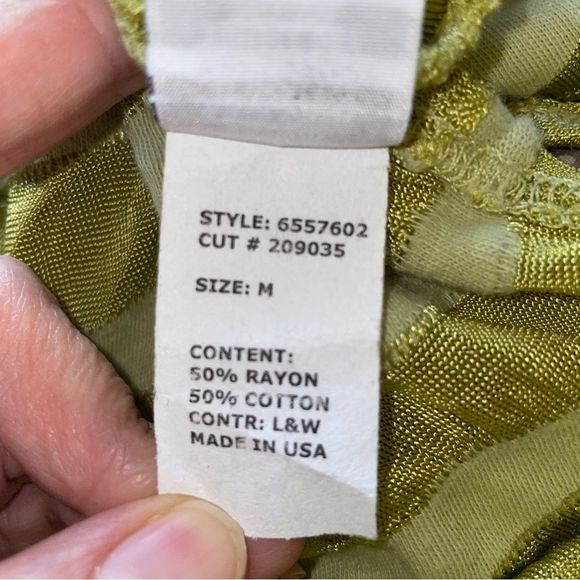 STYLE: 6557602
CUT # 209035
SIZE: M
CONTENT:
50% RAYON
50% COTTON
CONTR: L&W
MADE IN USA